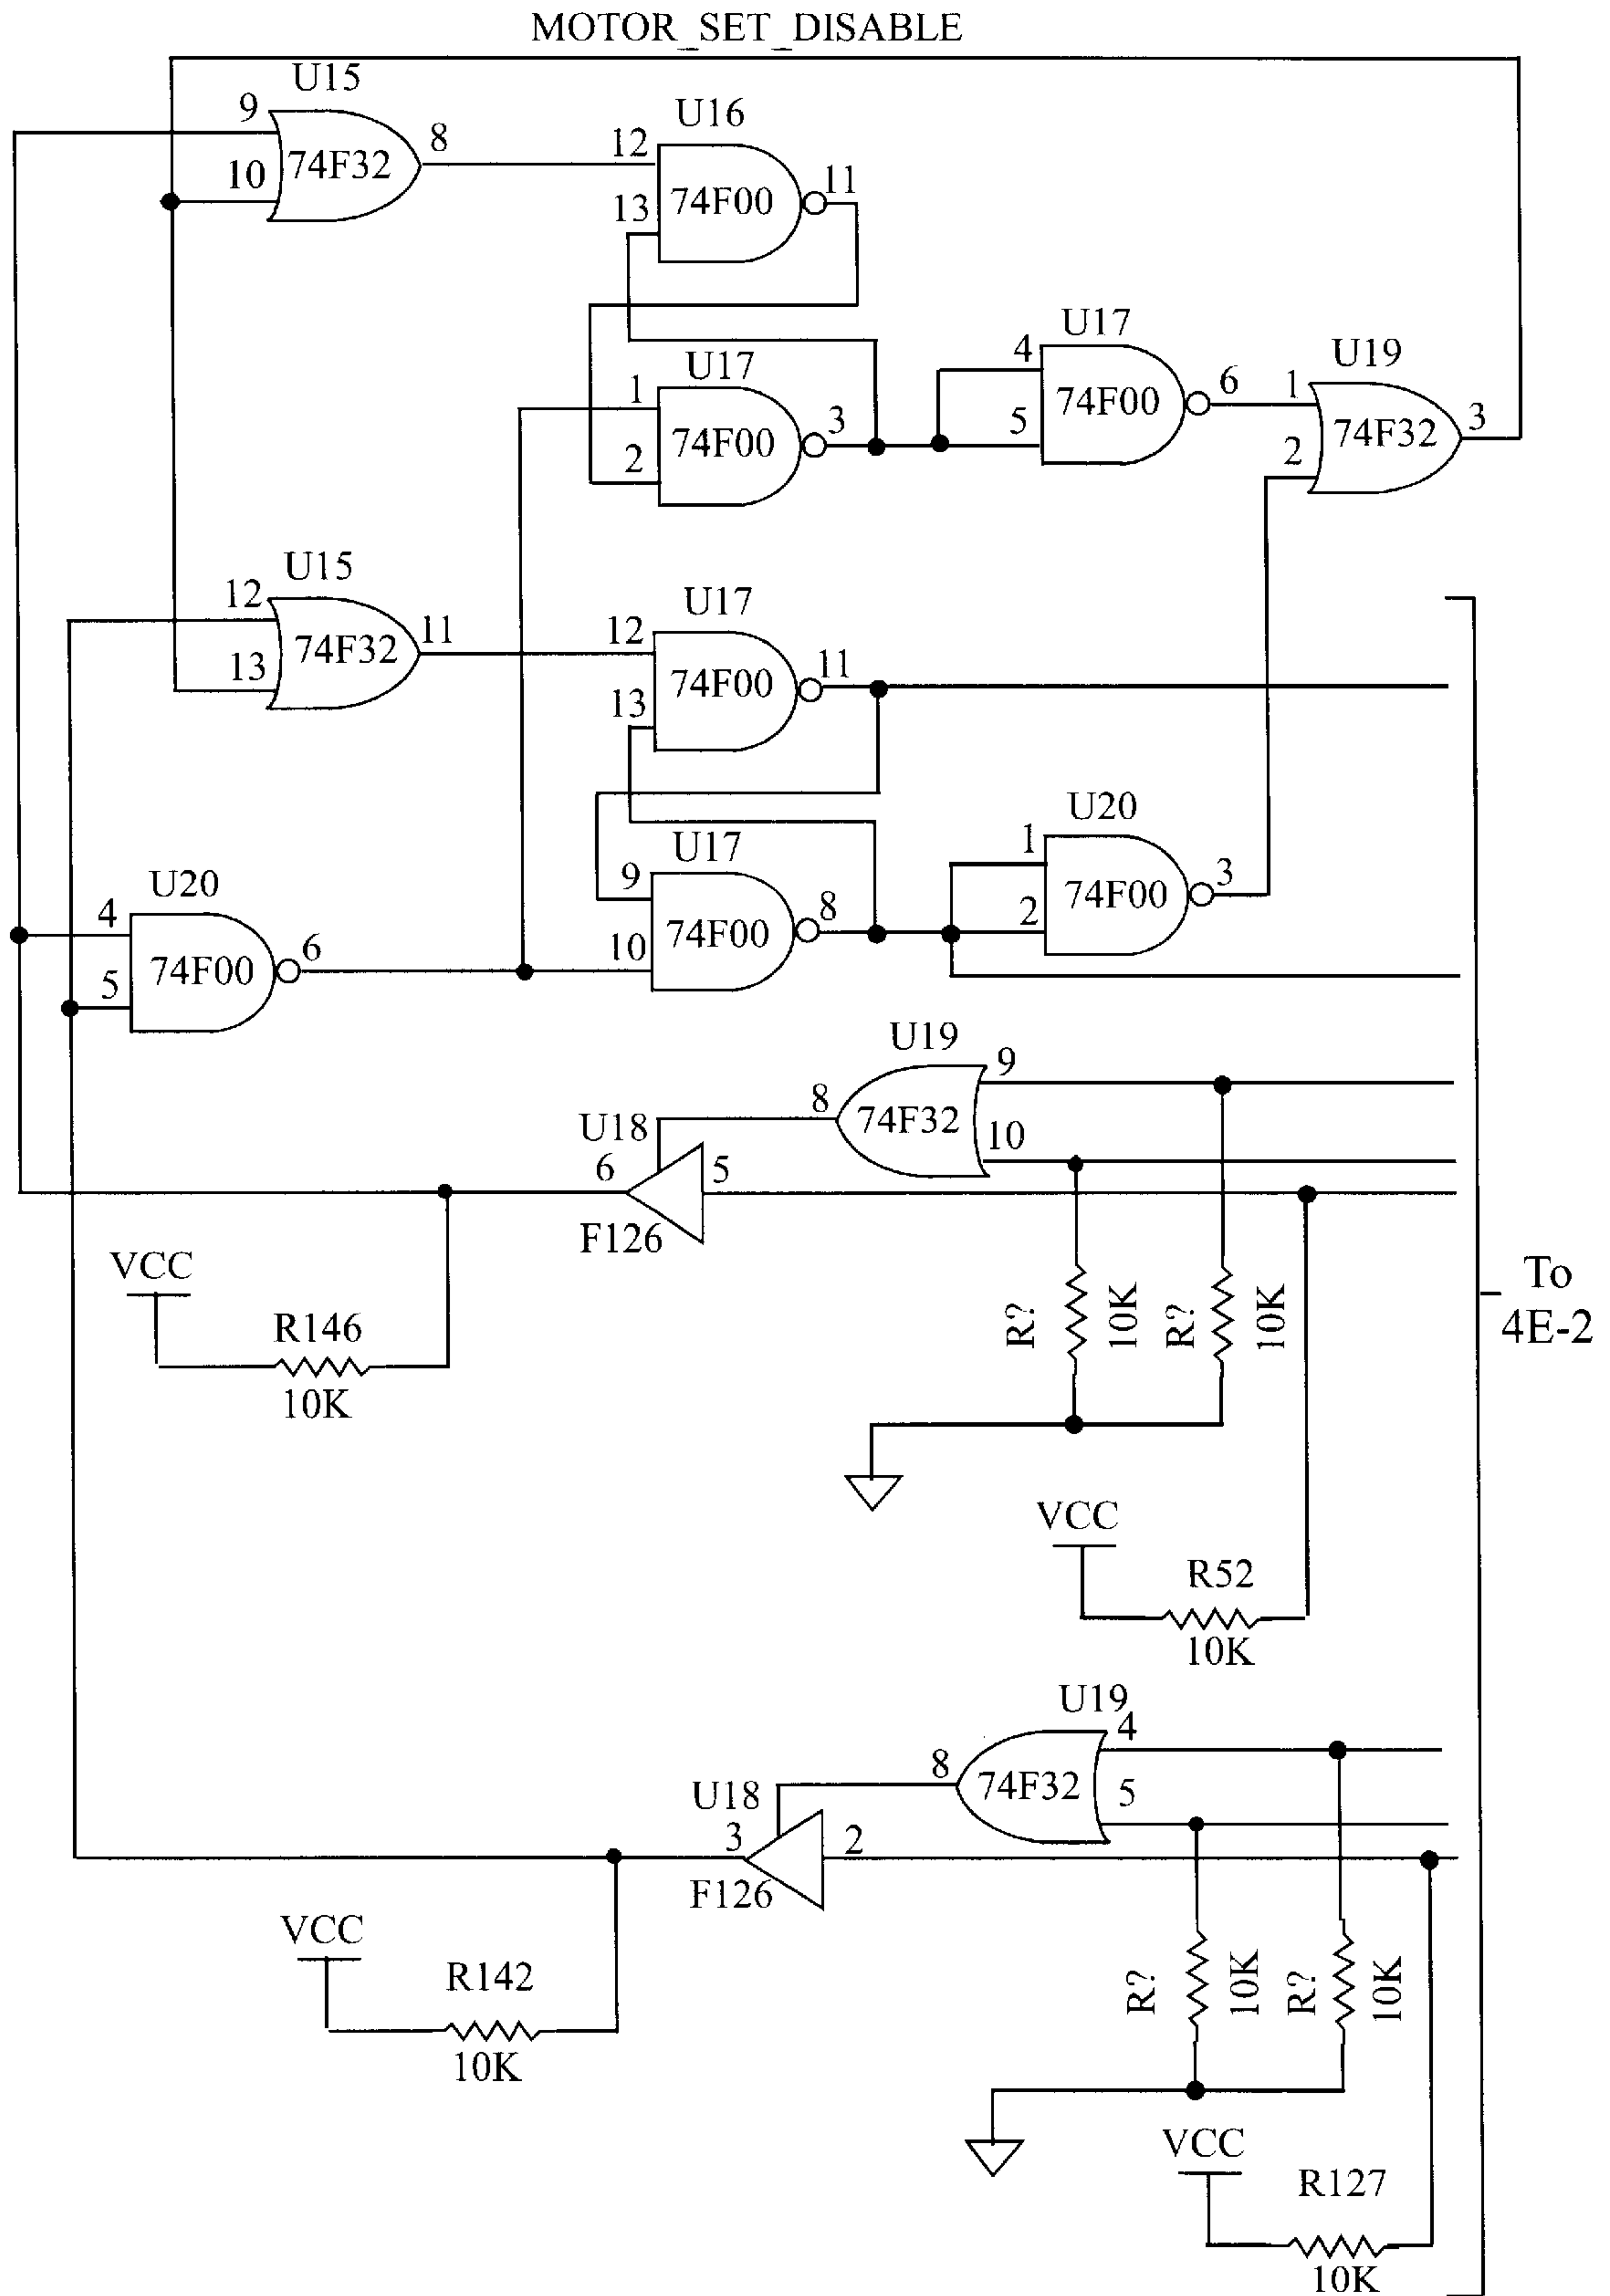 MOTOR_SET_DISABLE
U15
9
10
74F32
8
U16
12
13
74F00
11
U17
1
2
74F00
3
U17
4
5
74F00
6
U19
1
2
74F32
3
U15
12
13
74F32
11
U17
12
13
74F00
11
U17
9
10
74F00
8
U20
1
2
74F00
3
U20
4
5
74F00
6
U19
9
10
74F32
8
U18
6
5
F126
VCC
R146
10K
R?
10K
R?
10K
To
4E-2
VCC
R52
10K
U19
4
5
74F32
8
U18
3
2
F126
VCC
R142
10K
R?
10K
R?
10K
VCC
R127
10K